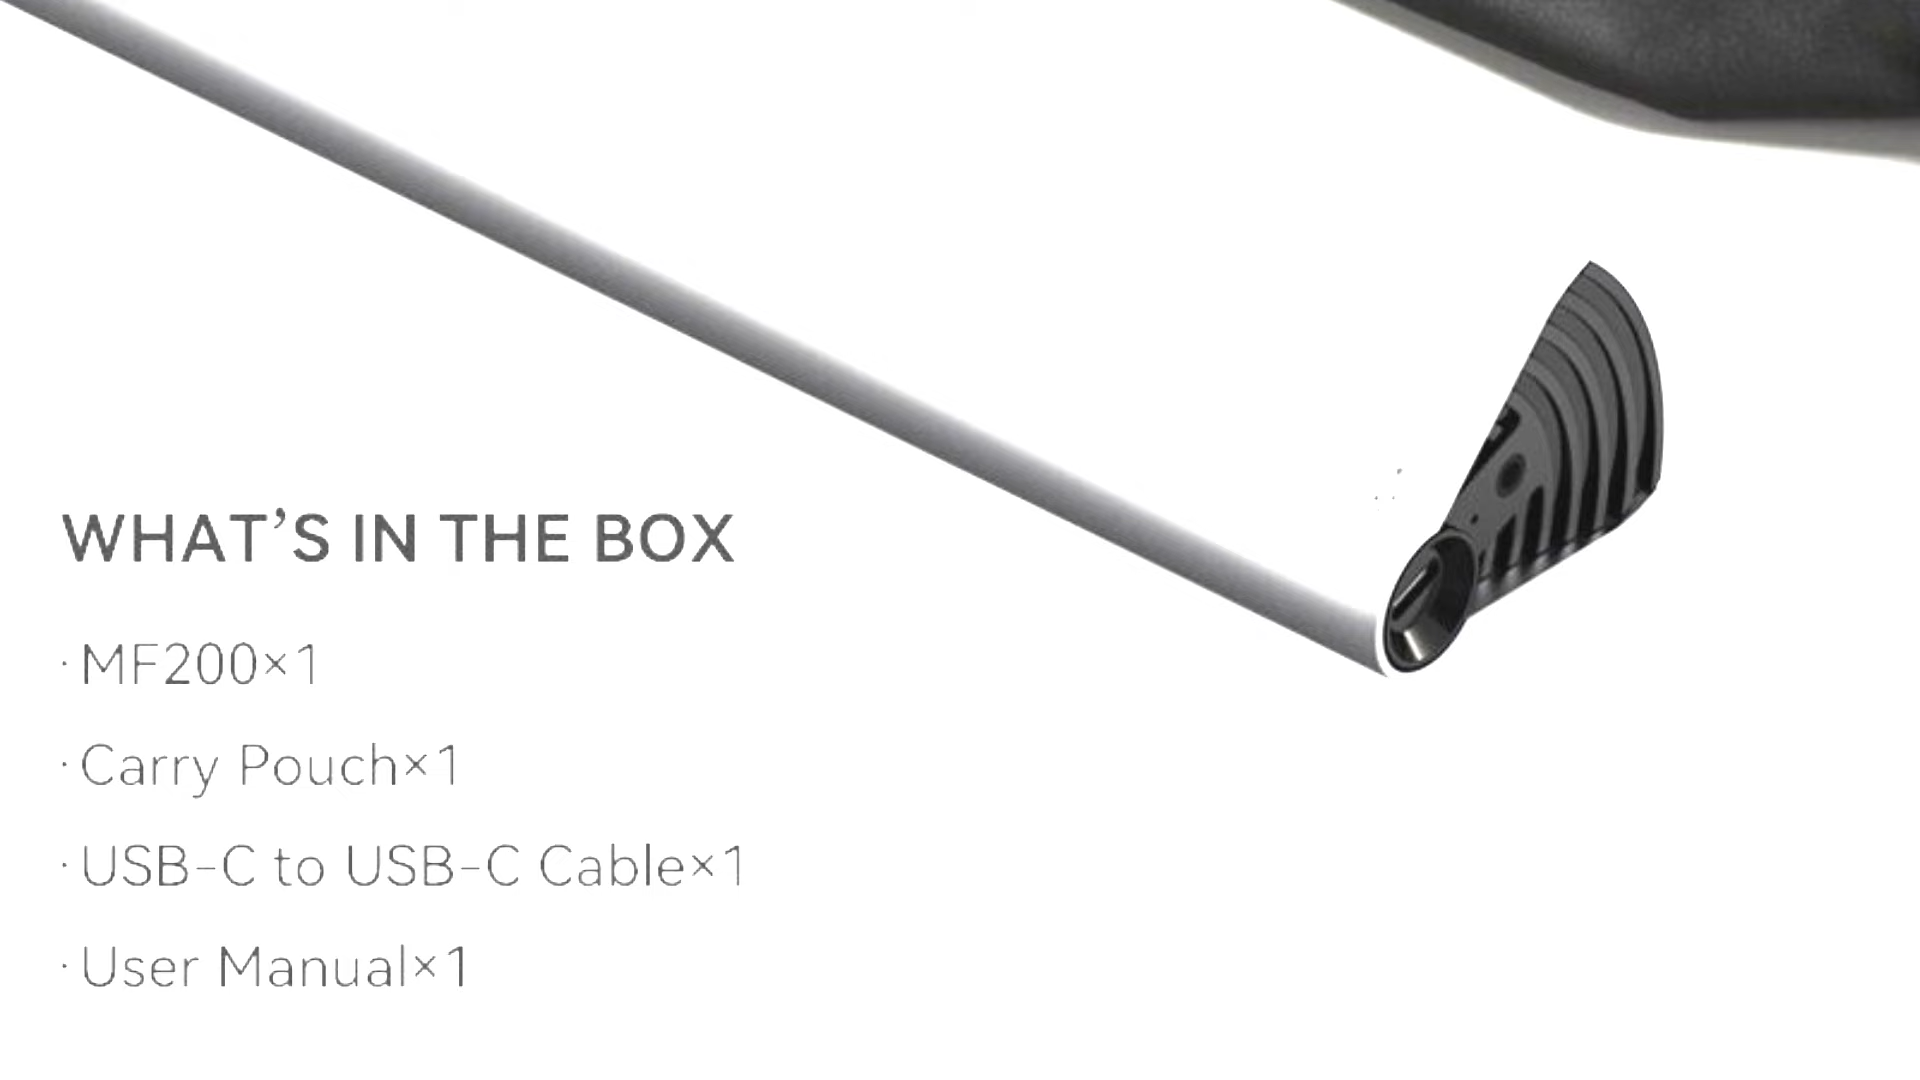 WHAT’S IN THE BOX
·MF200×1
·Carry Pouch×1
·USB-C to USB-C Cable×1
·User Manual×1